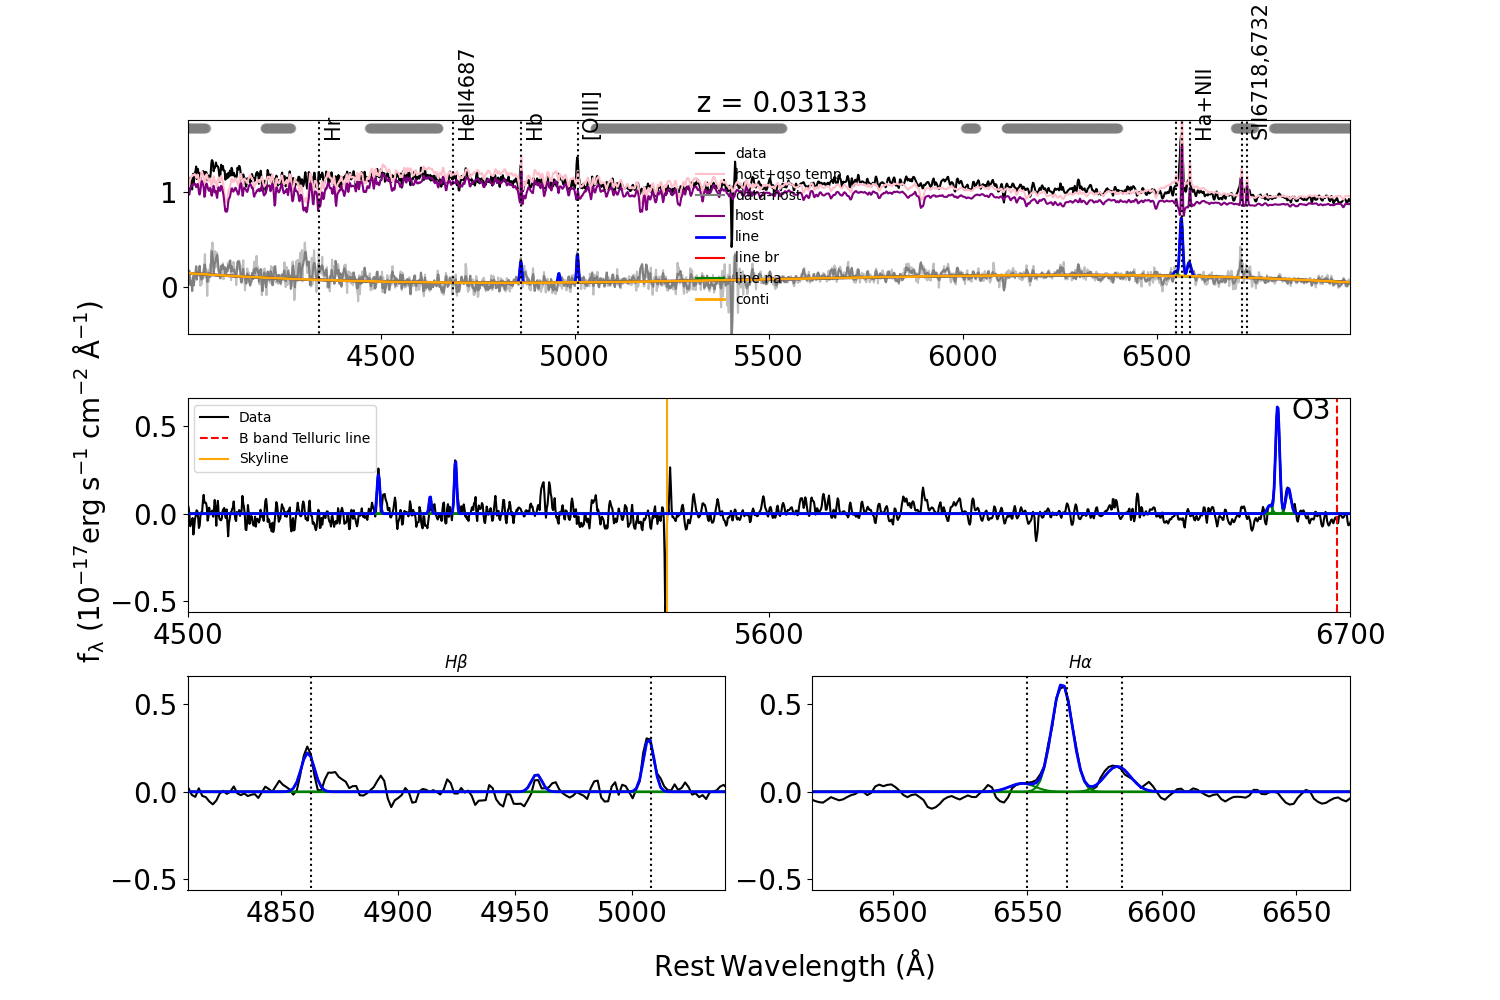 Hr
HeII4687
Hb
[OIII]
Ha+NII
SII6718,6732
z = 0.03133
data
host+qso temp
data-host
host
line
line br
line na
conti
1
0
4500
5000
5500
6000
6500
f_λ (10^{−17}erg s^{−1} cm^{−2} Å^{−1})
Data
B band Telluric line
Skyline
O3
0.5
0.0
−0.5
4500
5600
6700
Hβ
0.5
0.0
−0.5
4850
4900
4950
5000
Hα
0.5
0.0
−0.5
6500
6550
6600
6650
Rest Wavelength (Å)